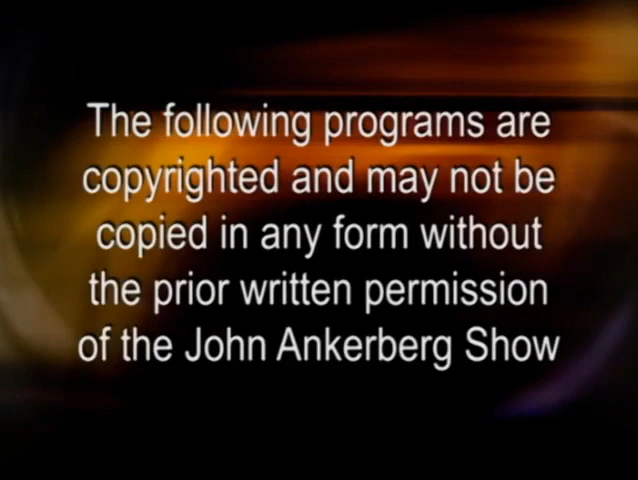 The following programs are
copyrighted and may not be
copied in any form without
the prior written permission
of the John Ankerberg Show